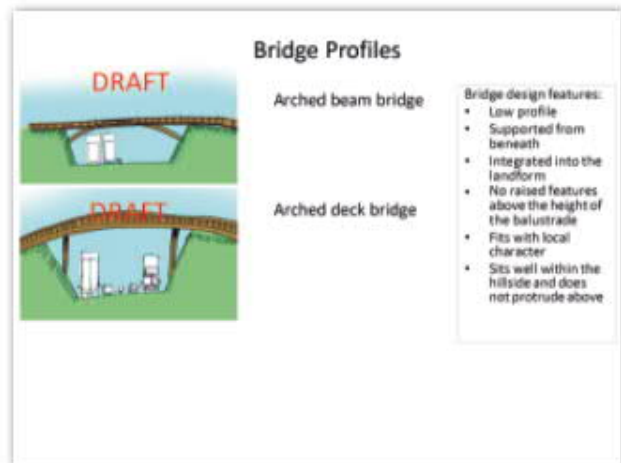 Bridge Profiles
DRAFT
Arched beam bridge
DRAFT
Arched deck bridge
Bridge design features:
• Low profile
• Supported from
beneath
• Integrated into the
landform
• No raised features
above the height of
the balustrade
• Fits with local
character
• Sits well within the
hillside and does
not protrude above